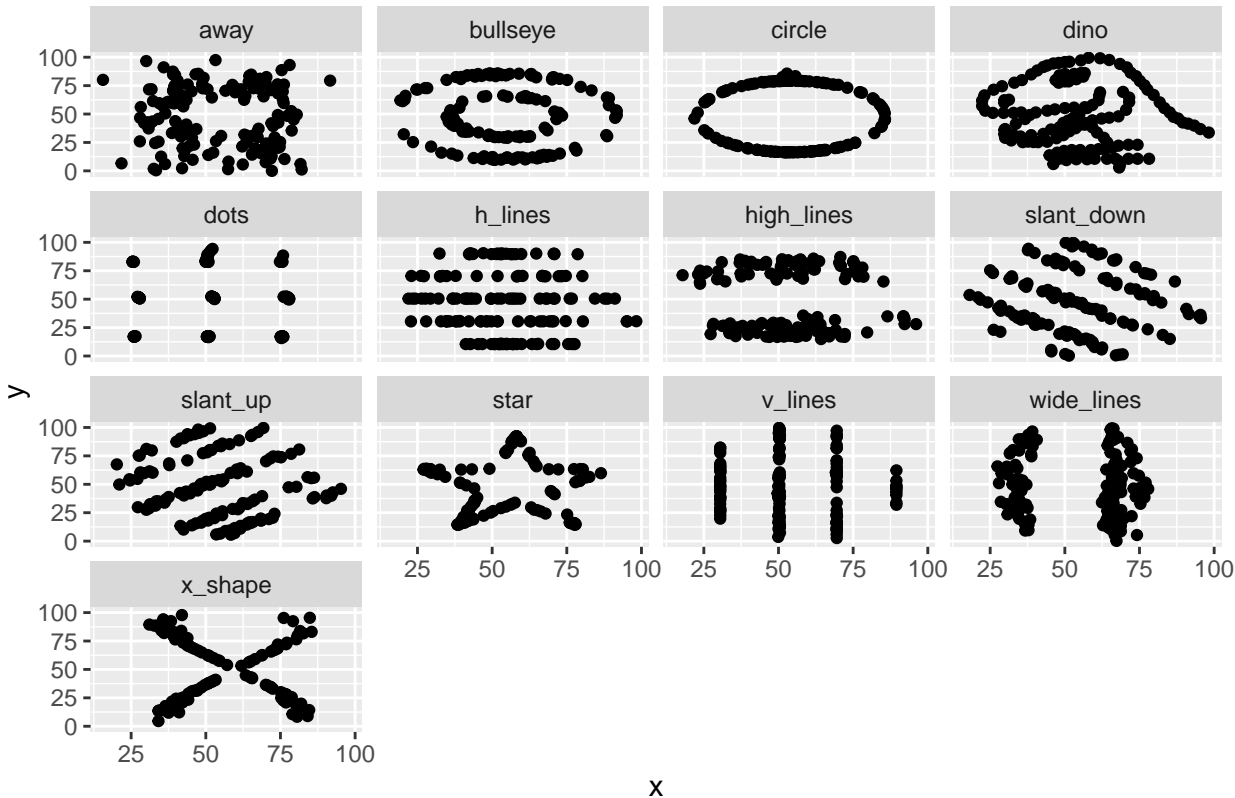 away bullseye circle dino
100
75
50
25
0
dots h_lines high_lines slant_down
100
75
50
25
0
slant_up star v_lines wide_lines
100
75
50
25
0
25 50 75 100 25 50 75 100 25 50 75 100
x_shape
100
75
50
25
0
25 50 75 100
y
x